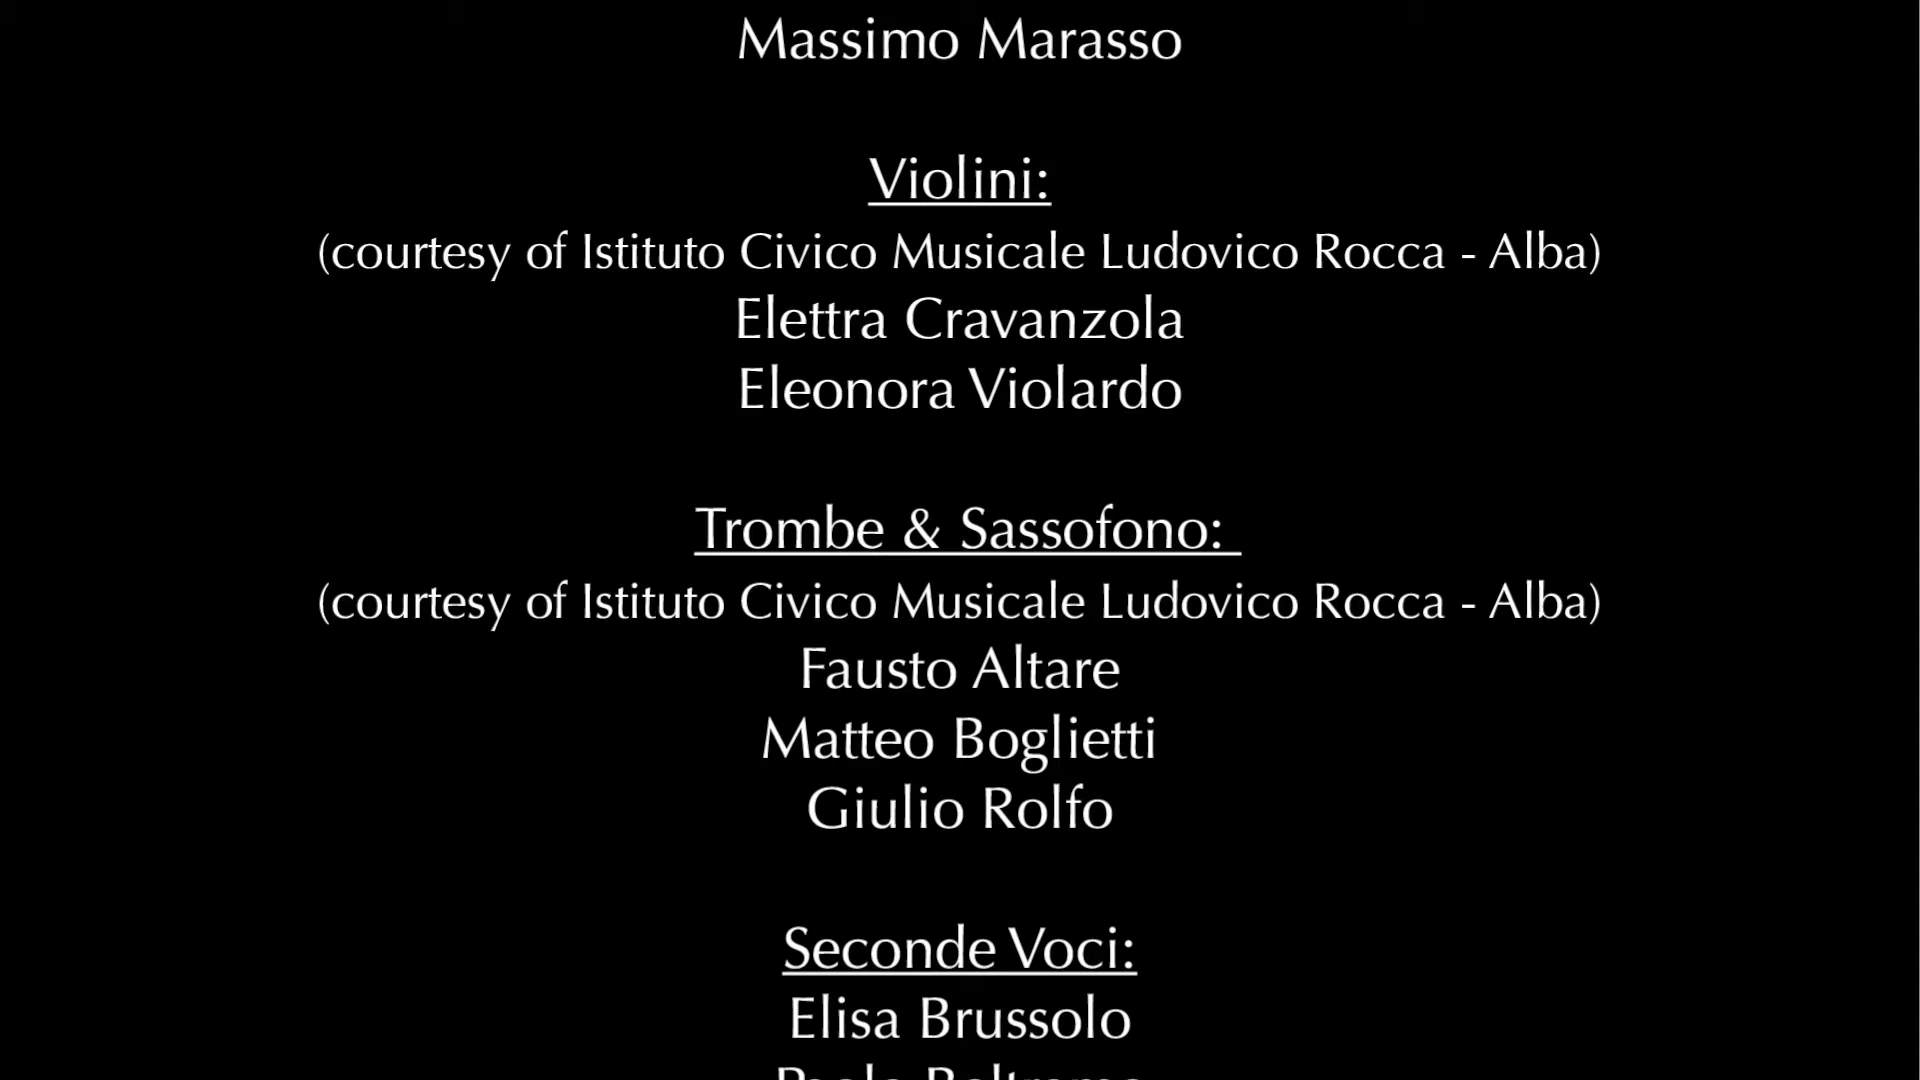 Massimo Marasso
Violini:
(courtesy of Istituto Civico Musicale Ludovico Rocca - Alba)
Elettra Cravanzola
Eleonora Violardo
Trombe & Sassofono:
(courtesy of Istituto Civico Musicale Ludovico Rocca - Alba)
Fausto Altare
Matteo Boglietti
Giulio Rolfo
Seconde Voci:
Elisa Brussolo